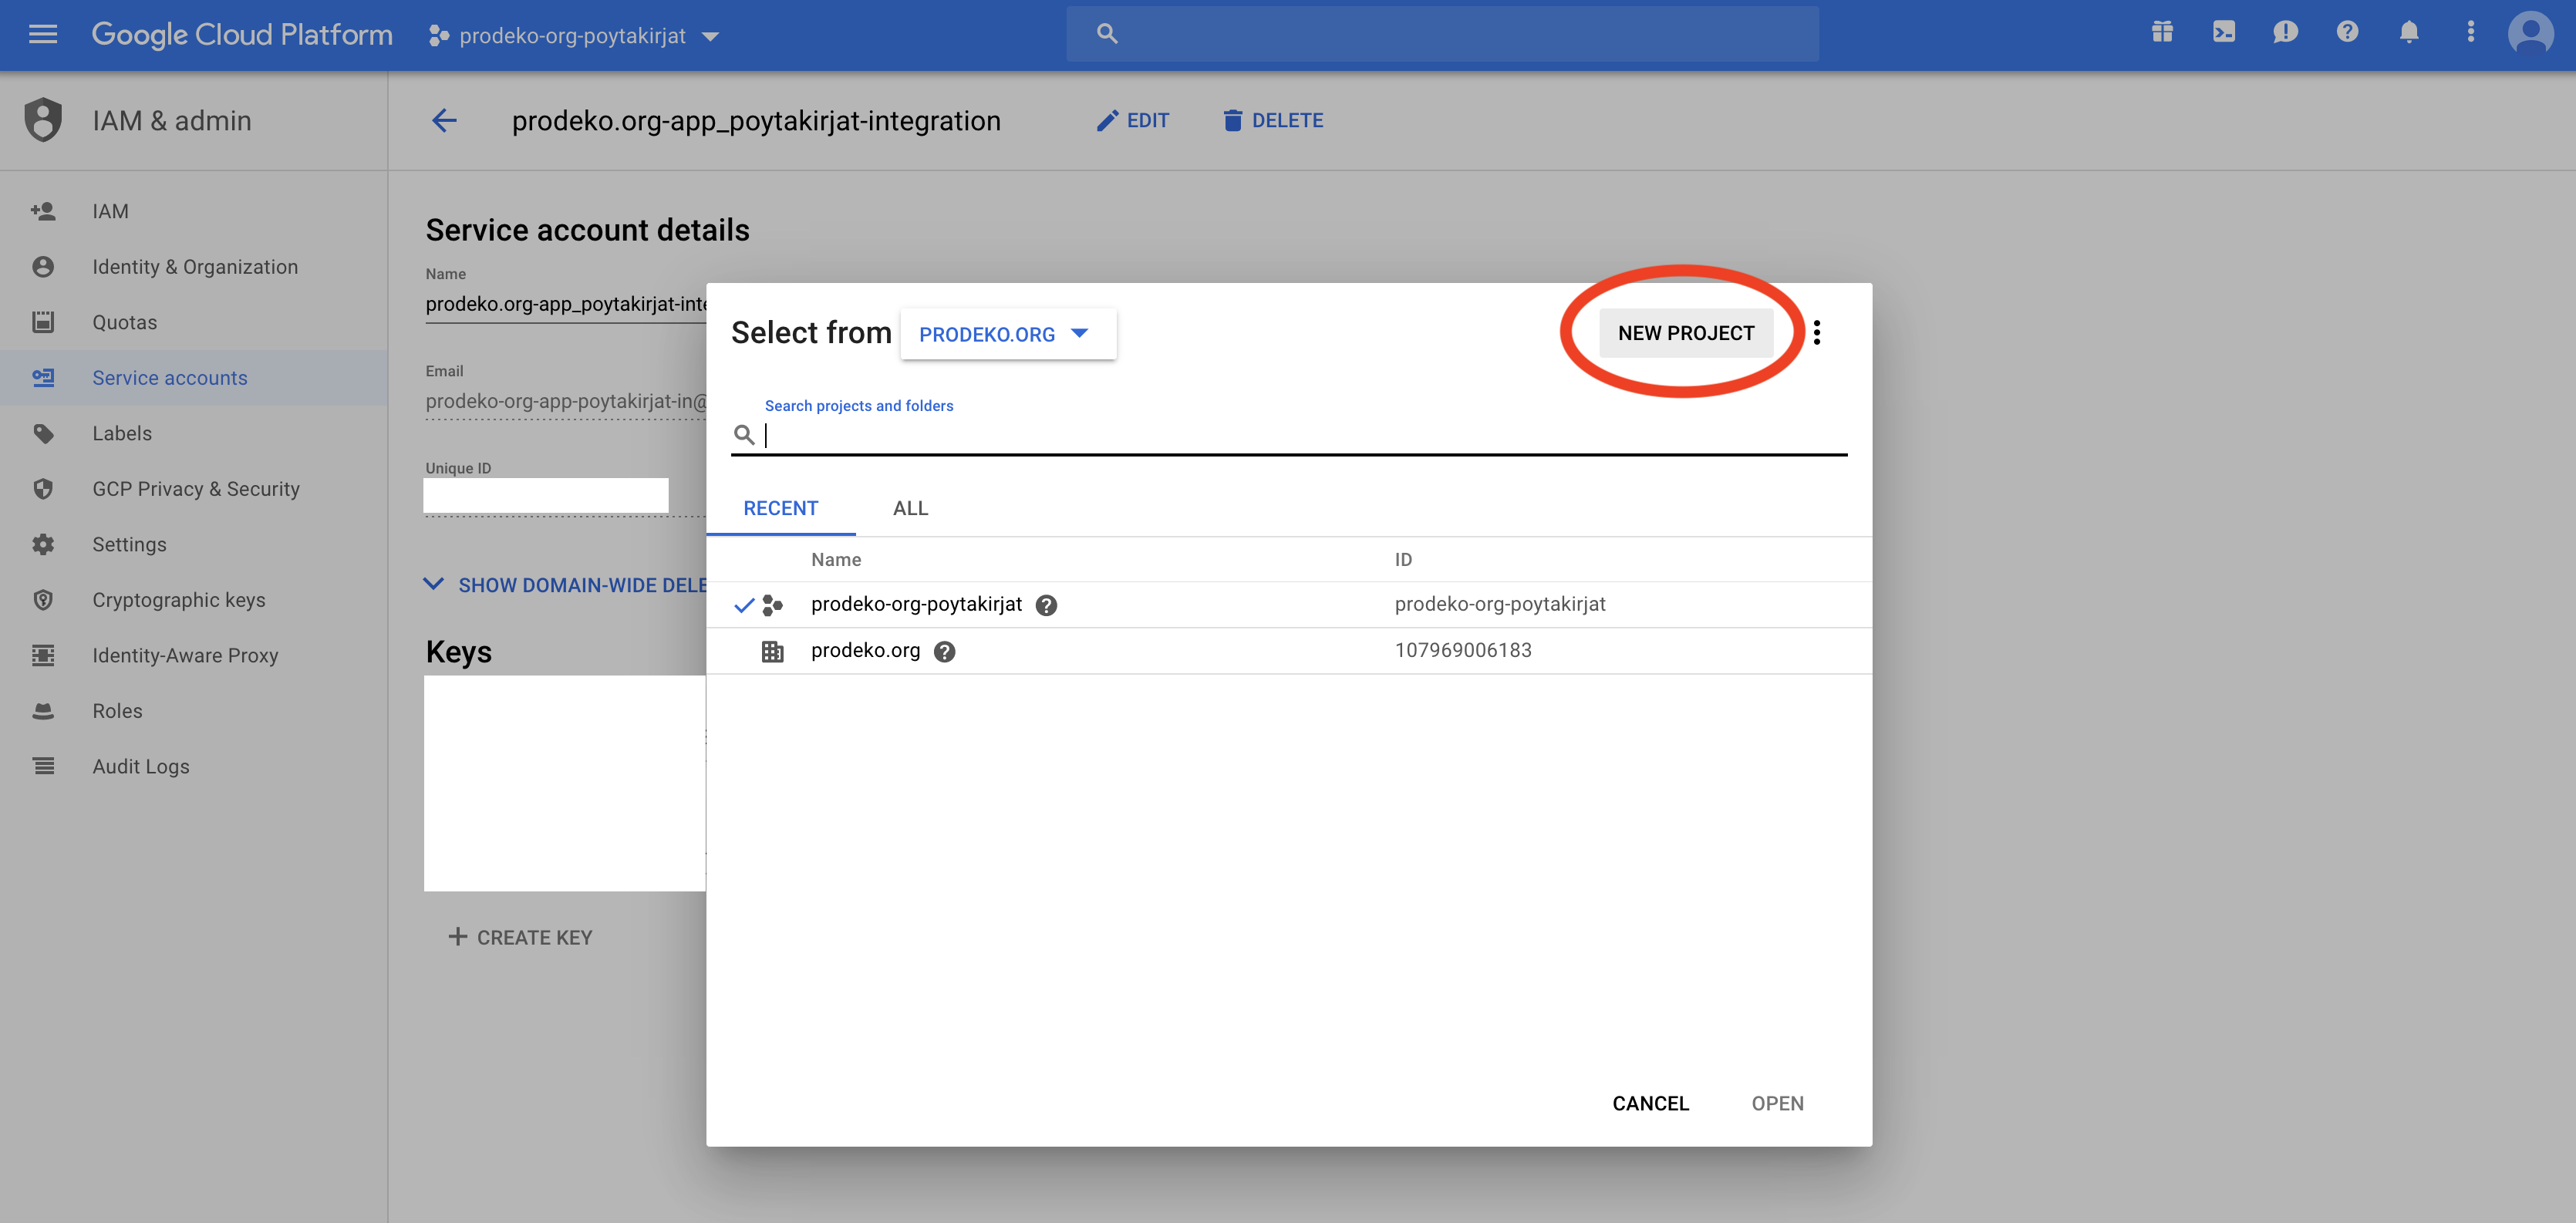 Google Cloud Platform
prodeko-org-poytakirjat
IAM & admin
prodeko.org-app_poytakirjat-integration
EDIT
DELETE
IAM
Identity & Organization
Quotas
Service accounts
Labels
GCP Privacy & Security
Settings
Cryptographic keys
Identity-Aware Proxy
Roles
Audit Logs
Service account details
Name
prodeko.org-app_poytakirjat-inte
Email
prodeko-org-app-poytakirjat-in@
Unique ID
SHOW DOMAIN-WIDE DELE
Keys
CREATE KEY
Select from PRODEKO.ORG
NEW PROJECT
Search projects and folders
RECENT ALL
Name ID
prodeko-org-poytakirjat prodeko-org-poytakirjat
prodeko.org 107969006183
CANCEL OPEN